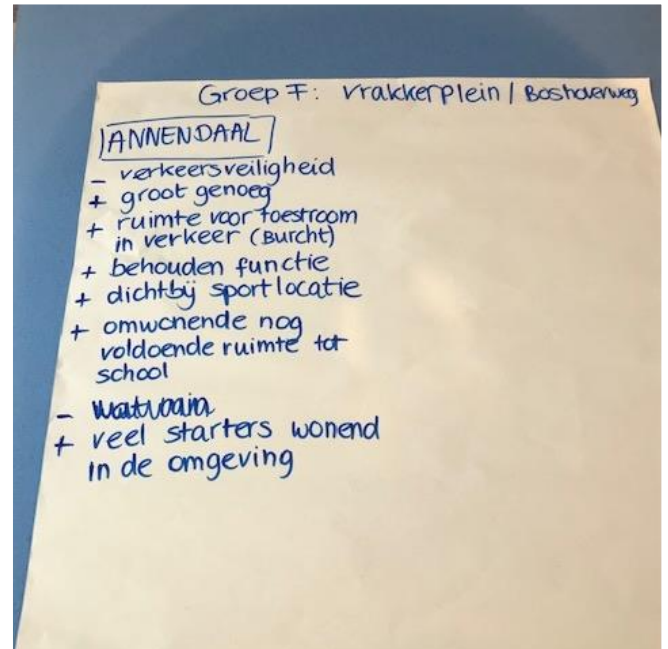 Groep F: Vrakkerplein / Boshoverweg
ANNENDAAL
- verkeersveiligheid
+ groot genoeg
+ ruimte voor toestroom
in verkeer (Burcht)
+ behouden functie
+ dichtbij sportlocatie
+ omwonende nog
voldoende ruimte tot
school
-
+ veel starters wonend
in de omgeving